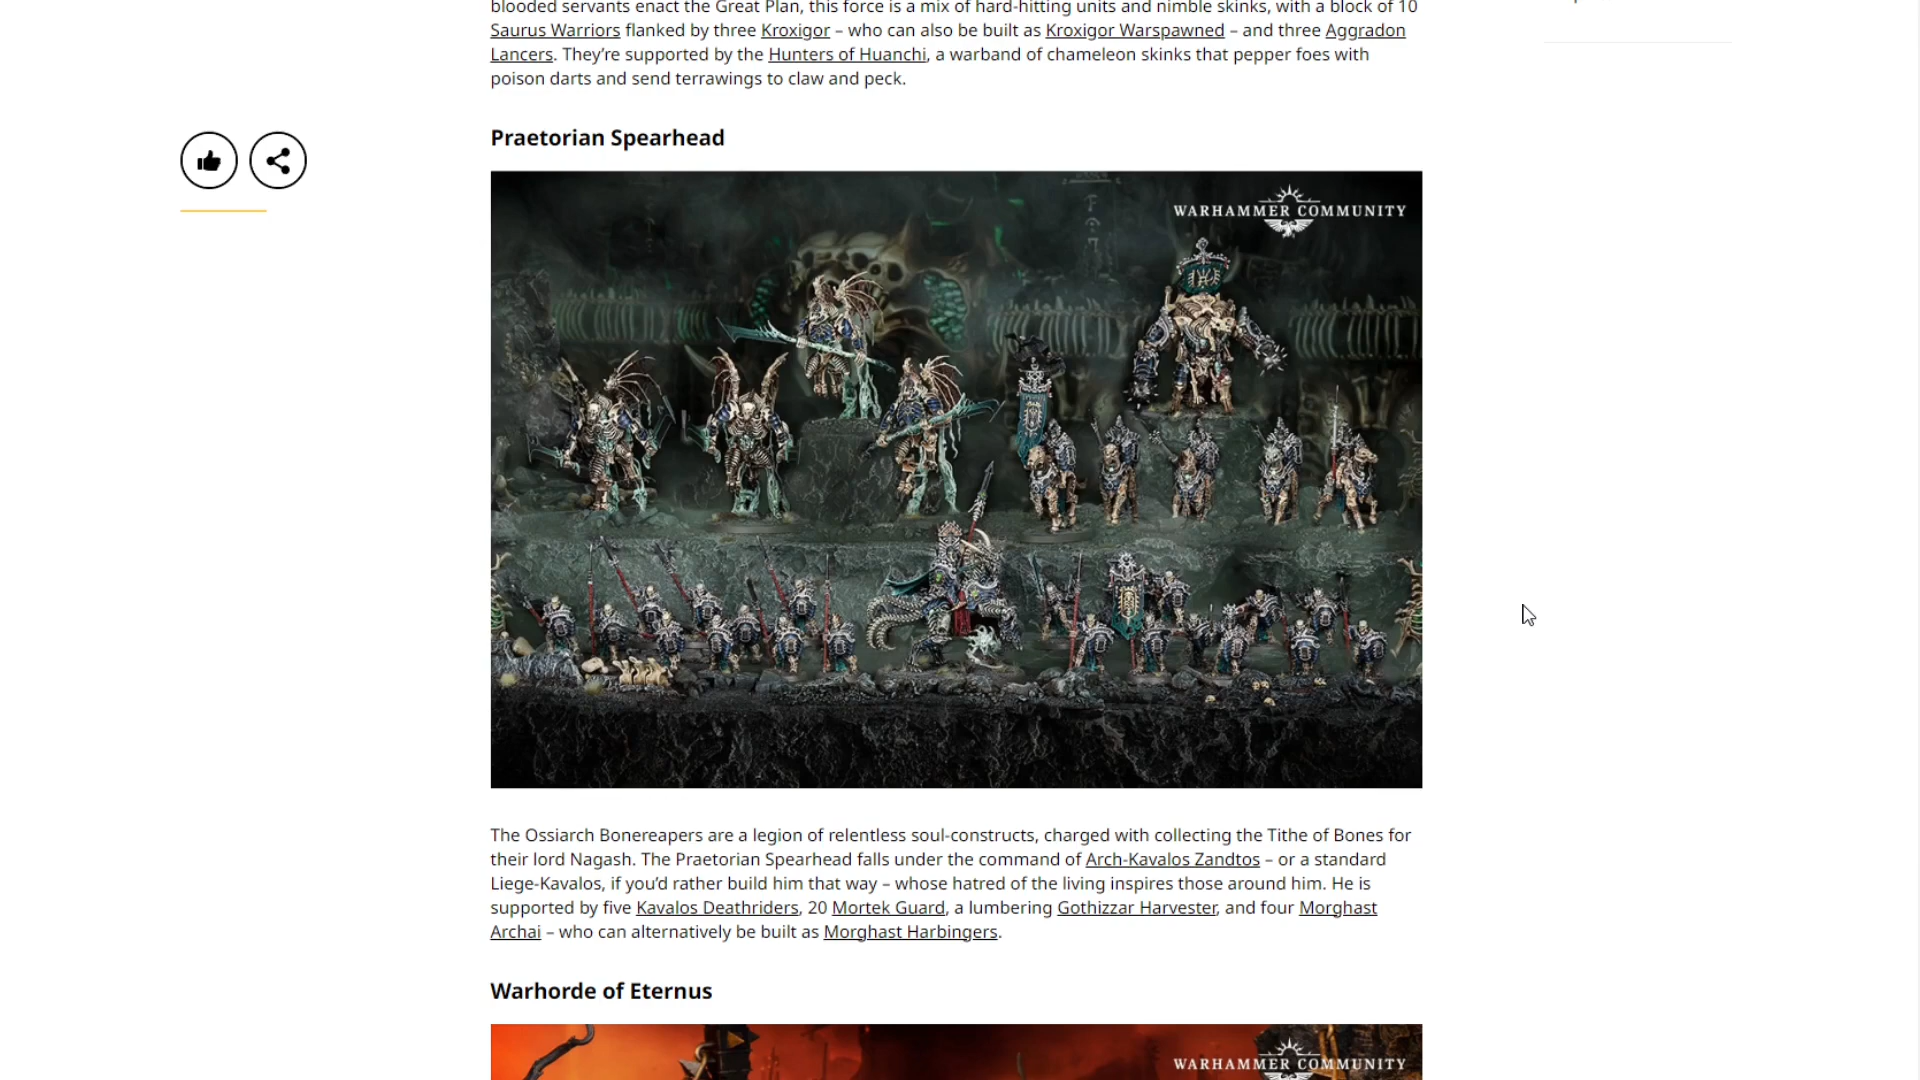 blooded servants enact the Great Plan, this force is a mix of hard-hitting units and nimble skinks, with a block of 10
Saurus Warriors flanked by three Kroxigor – who can also be built as Kroxigor Warspawned – and three Aggradon
Lancers. They’re supported by the Hunters of Huanchi, a warband of chameleon skinks that pepper foes with
poison darts and send terrawings to claw and peck.
Praetorian Spearhead
WARHAMMER COMMUNITY
The Ossiarch Bonereapers are a legion of relentless soul-constructs, charged with collecting the Tithe of Bones for
their lord Nagash. The Praetorian Spearhead falls under the command of Arch-Kavalos Zandtos – or a standard
Liege-Kavalos, if you’d rather build him that way – whose hatred of the living inspires those around him. He is
supported by five Kavalos Deathriders, 20 Mortek Guard, a lumbering Gothizzar Harvester, and four Morghast
Archai – who can alternatively be built as Morghast Harbingers.
Warhorde of Eternus
WARHAMMER COMMUNITY